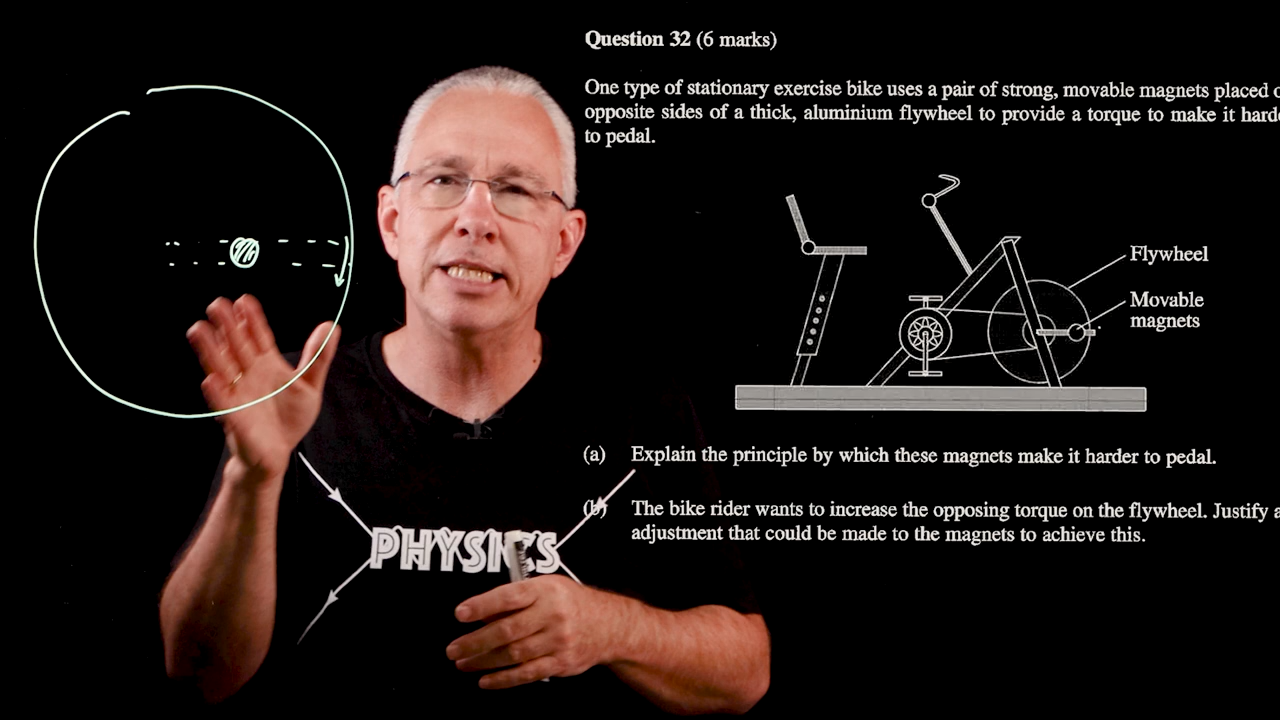 Question 32 (6 marks)
One type of stationary exercise bike uses a pair of strong, movable magnets placed
opposite sides of a thick, aluminium flywheel to provide a torque to make it
to pedal.
Flywheel
Movable
magnets
(a) Explain the principle by which these magnets make it harder to pedal.
(b) The bike rider wants to increase the opposing torque on the flywheel. Justify
adjustment that could be made to the magnets to achieve this.
PHYSICS